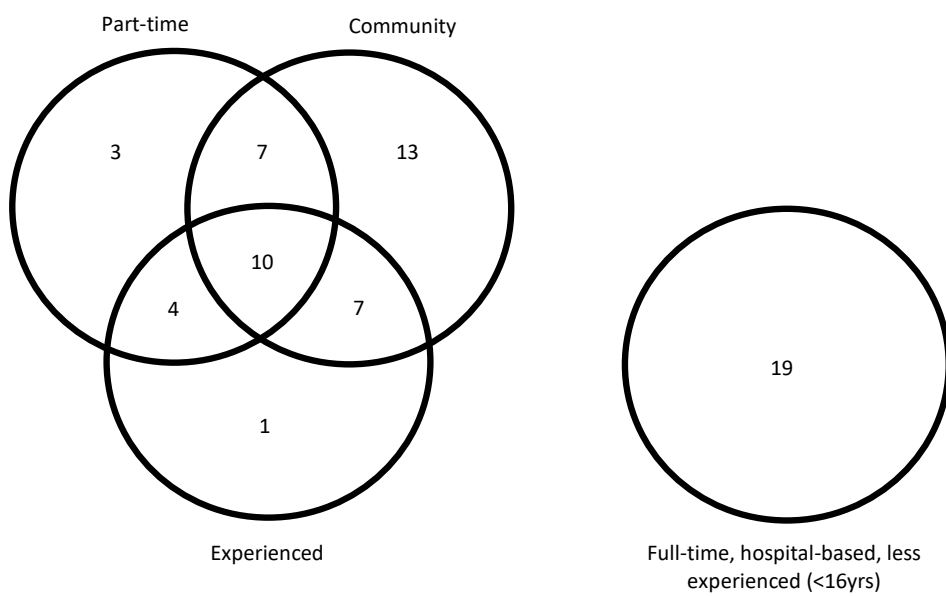 Part-time
Community
3
7
13
10
4
7
19
1
Experienced
Full-time, hospital-based, less
experienced (<16yrs)